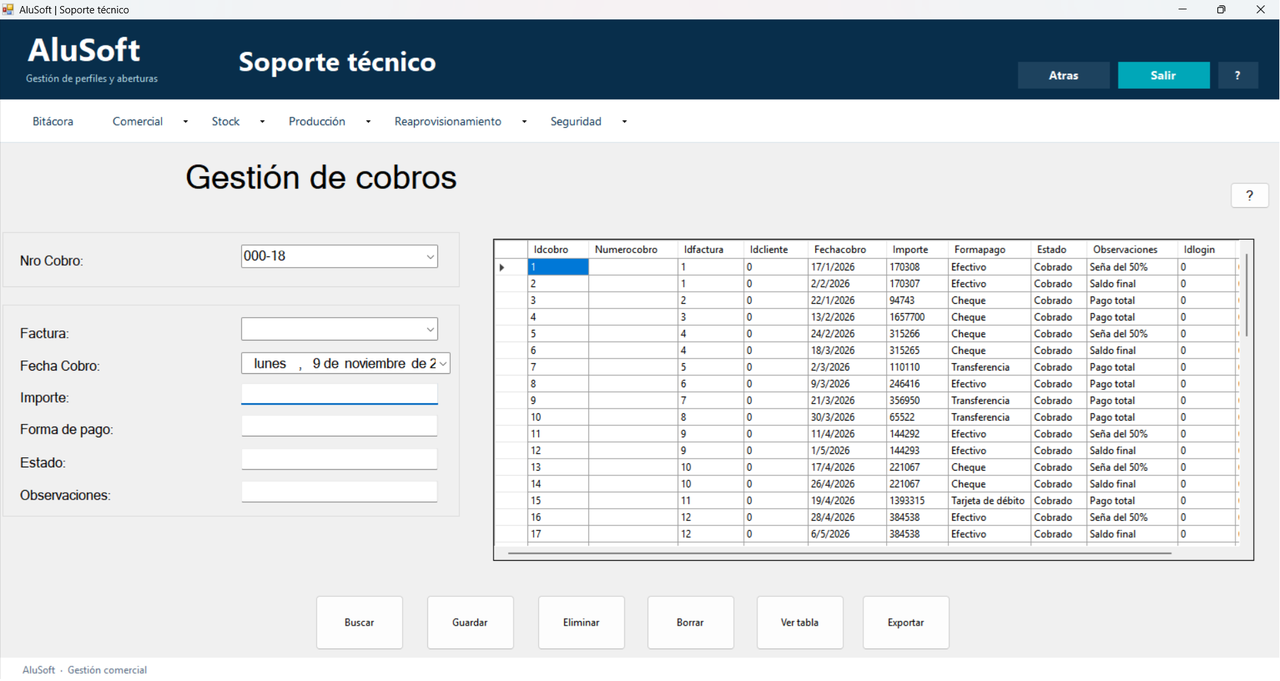 AluSoft | Soporte técnico
AluSoft
Gestión de perfiles y aberturas
Soporte técnico
Atras Salir ?
Bitácora Comercial Stock Producción Reaprovisionamiento Seguridad
Gestión de cobros
?
Nro Cobro: 000-18
Factura:
Fecha Cobro: lunes , 9 de noviembre de 2
Importe:
Forma de pago:
Estado:
Observaciones:
Idcobro Numerocobro Idfactura Idcliente Fechacobro Importe Formapago Estado Observaciones Idlogin
1 1 0 17/1/2026 170308 Efectivo Cobrado Seña del 50% 0
2 1 0 2/2/2026 170307 Efectivo Cobrado Saldo final 0
3 2 0 22/1/2026 94743 Cheque Cobrado Pago total 0
4 3 0 13/2/2026 1657700 Cheque Cobrado Pago total 0
5 4 0 24/2/2026 315266 Cheque Cobrado Seña del 50% 0
6 4 0 18/3/2026 315265 Cheque Cobrado Saldo final 0
7 5 0 2/3/2026 110110 Transferencia Cobrado Pago total 0
8 6 0 9/3/2026 246416 Efectivo Cobrado Pago total 0
9 7 0 21/3/2026 356950 Transferencia Cobrado Pago total 0
10 8 0 30/3/2026 65522 Transferencia Cobrado Pago total 0
11 9 0 11/4/2026 144292 Efectivo Cobrado Seña del 50% 0
12 9 0 1/5/2026 144293 Efectivo Cobrado Saldo final 0
13 10 0 17/4/2026 221067 Cheque Cobrado Seña del 50% 0
14 10 0 26/4/2026 221067 Cheque Cobrado Saldo final 0
15 11 0 19/4/2026 1393315 Tarjeta de débito Cobrado Pago total 0
16 12 0 28/4/2026 384538 Efectivo Cobrado Seña del 50% 0
17 12 0 6/5/2026 384538 Efectivo Cobrado Saldo final 0
Buscar Guardar Eliminar Borrar Ver tabla Exportar
AluSoft · Gestión comercial